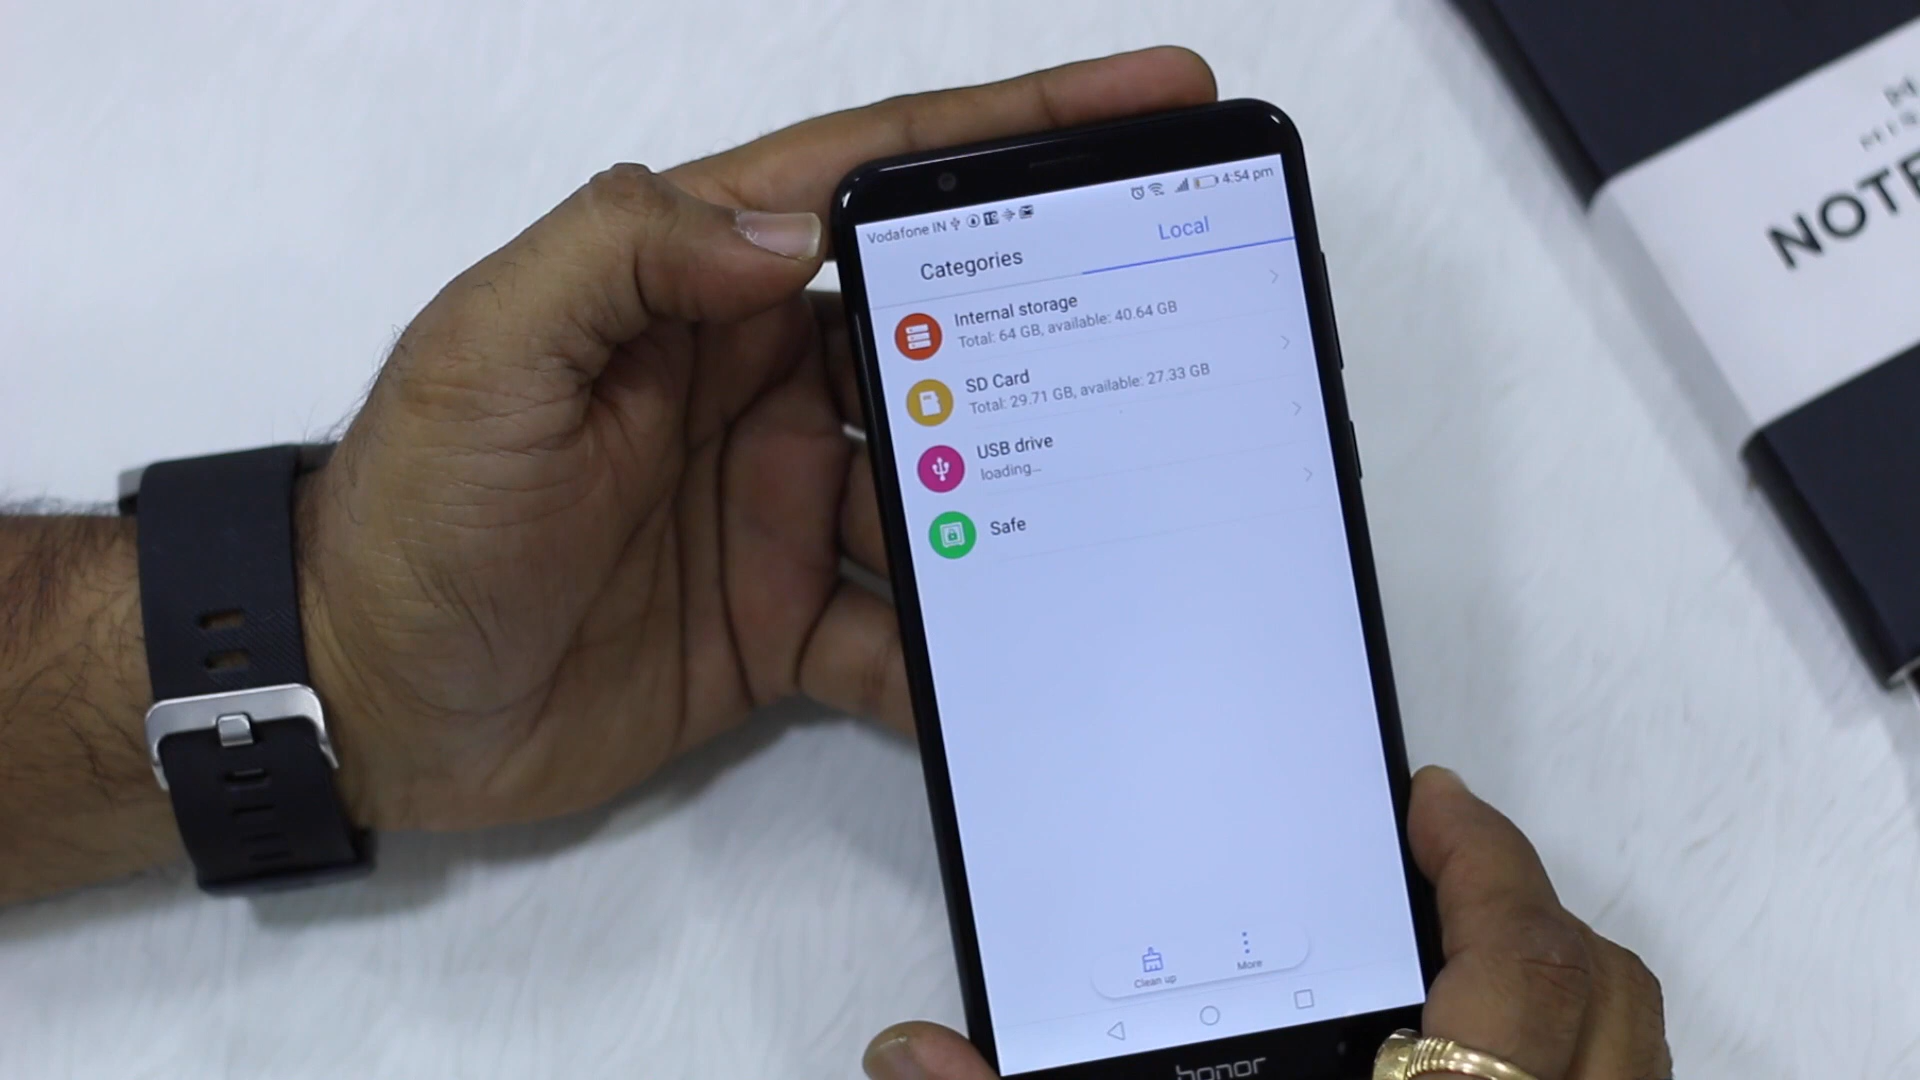 Vodafone IN
4:54 pm
Categories
Local
Internal storage
Total: 64 GB, available: 40.64 GB
SD Card
Total: 29.71 GB, available: 27.33 GB
USB drive
loading...
Safe
Clean up
More
honor
NOTE